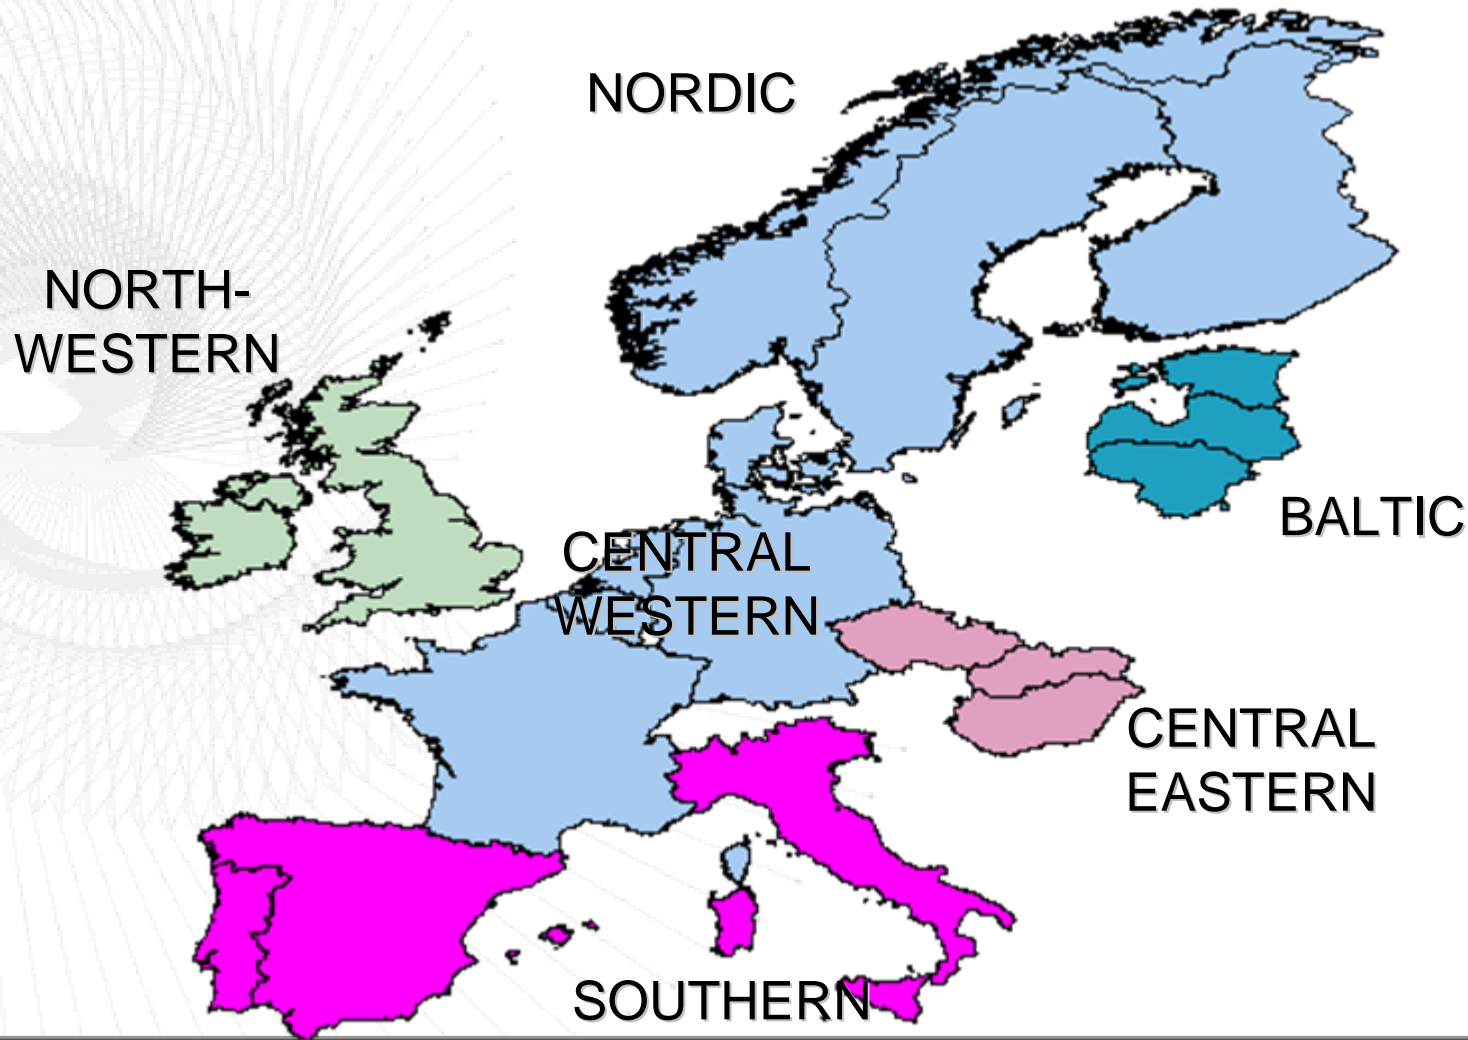 NORDIC
NORTH-
WESTERN
BALTIC
CENTRAL
WESTERN
CENTRAL
EASTERN
SOUTHERN